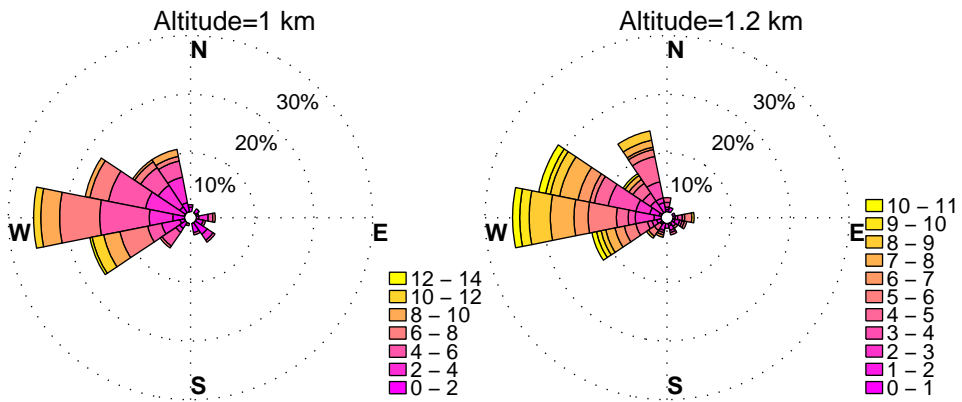 Altitude=1 km
N
30%
20%
10%
W
E
S
12 – 14
10 – 12
8 – 10
6 – 8
4 – 6
2 – 4
0 – 2
Altitude=1.2 km
N
30%
20%
10%
W
E
S
10 – 11
9 – 10
8 – 9
7 – 8
6 – 7
5 – 6
4 – 5
3 – 4
2 – 3
1 – 2
0 – 1